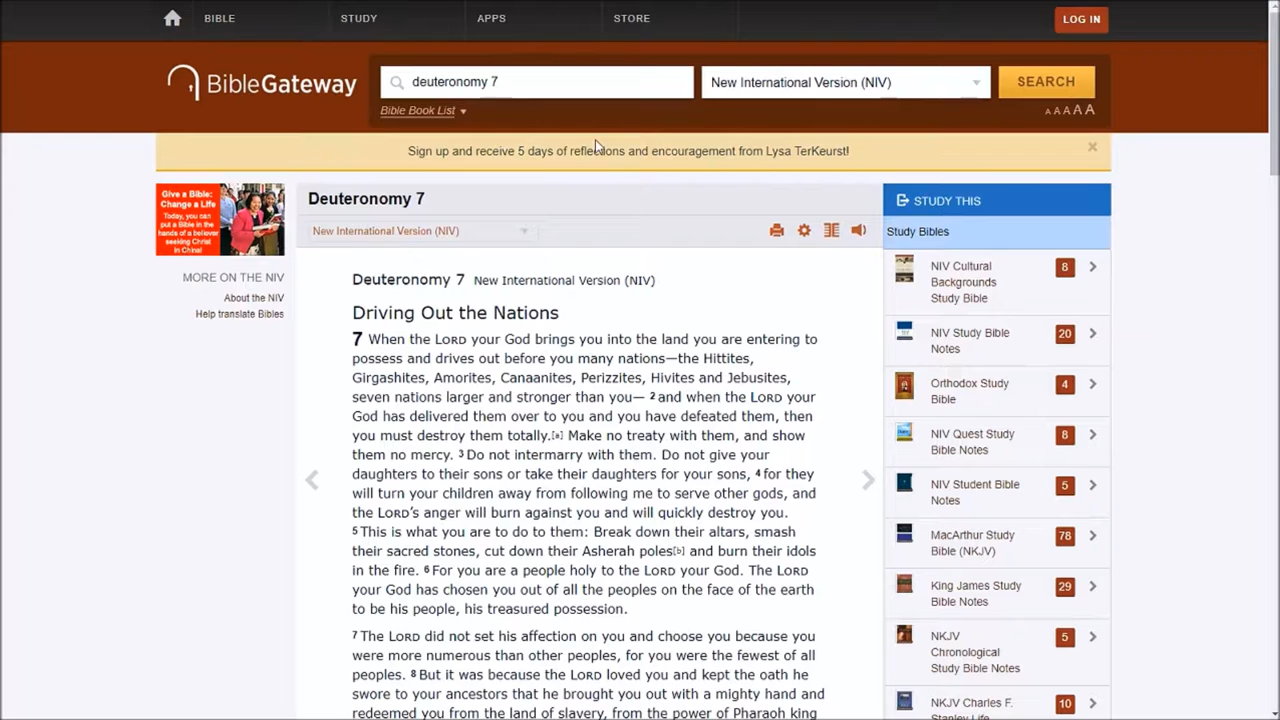 BIBLE STUDY APPS STORE LOG IN
BibleGateway
deuteronomy 7
New International Version (NIV)
SEARCH
Bible Book List
A A A A A
Sign up and receive 5 days of reflections and encouragement from Lysa TerKeurst!
Give a Bible:
Change a Life
Today, you can
put a Bible in the
hands of a believer
seeking Christ
in China!
MORE ON THE NIV
About the NIV
Help translate Bibles
Deuteronomy 7
New International Version (NIV)
Deuteronomy 7 New International Version (NIV)
Driving Out the Nations
7 When the LORD your God brings you into the land you are entering to
possess and drives out before you many nations—the Hittites,
Girgashites, Amorites, Canaanites, Perizzites, Hivites and Jebusites,
seven nations larger and stronger than you— 2 and when the LORD your
God has delivered them over to you and you have defeated them, then
you must destroy them totally.[a] Make no treaty with them, and show
them no mercy. 3 Do not intermarry with them. Do not give your
daughters to their sons or take their daughters for your sons, 4 for they
will turn your children away from following me to serve other gods, and
the LORD's anger will burn against you and will quickly destroy you.
5 This is what you are to do to them: Break down their altars, smash
their sacred stones, cut down their Asherah poles[b] and burn their idols
in the fire. 6 For you are a people holy to the LORD your God. The LORD
your God has chosen you out of all the peoples on the face of the earth
to be his people, his treasured possession.
7 The LORD did not set his affection on you and choose you because you
were more numerous than other peoples, for you were the fewest of all
peoples. 8 But it was because the LORD loved you and kept the oath he
swore to your ancestors that he brought you out with a mighty hand and
redeemed you from the land of slavery, from the power of Pharaoh king
STUDY THIS
Study Bibles
NIV Cultural 8
Backgrounds
Study Bible
NIV Study Bible 20
Notes
Orthodox Study 4
Bible
NIV Quest Study 8
Bible Notes
NIV Student Bible 5
Notes
MacArthur Study 78
Bible (NKJV)
King James Study 29
Bible Notes
NKJV 5
Chronological
Study Bible Notes
NKJV Charles F. 10
Stanley Life